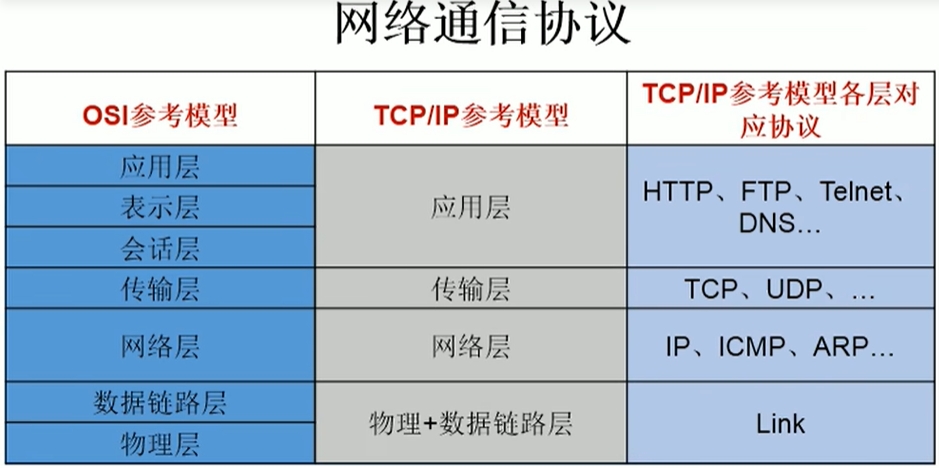 网络通信协议
OSI参考模型
TCP/IP参考模型
TCP/IP参考模型各层对
应协议
应用层
表示层
会话层
应用层
HTTP、FTP、Telnet、
DNS…
传输层
传输层
TCP、UDP、…
网络层
网络层
IP、ICMP、ARP…
数据链路层
物理层
物理+数据链路层
Link